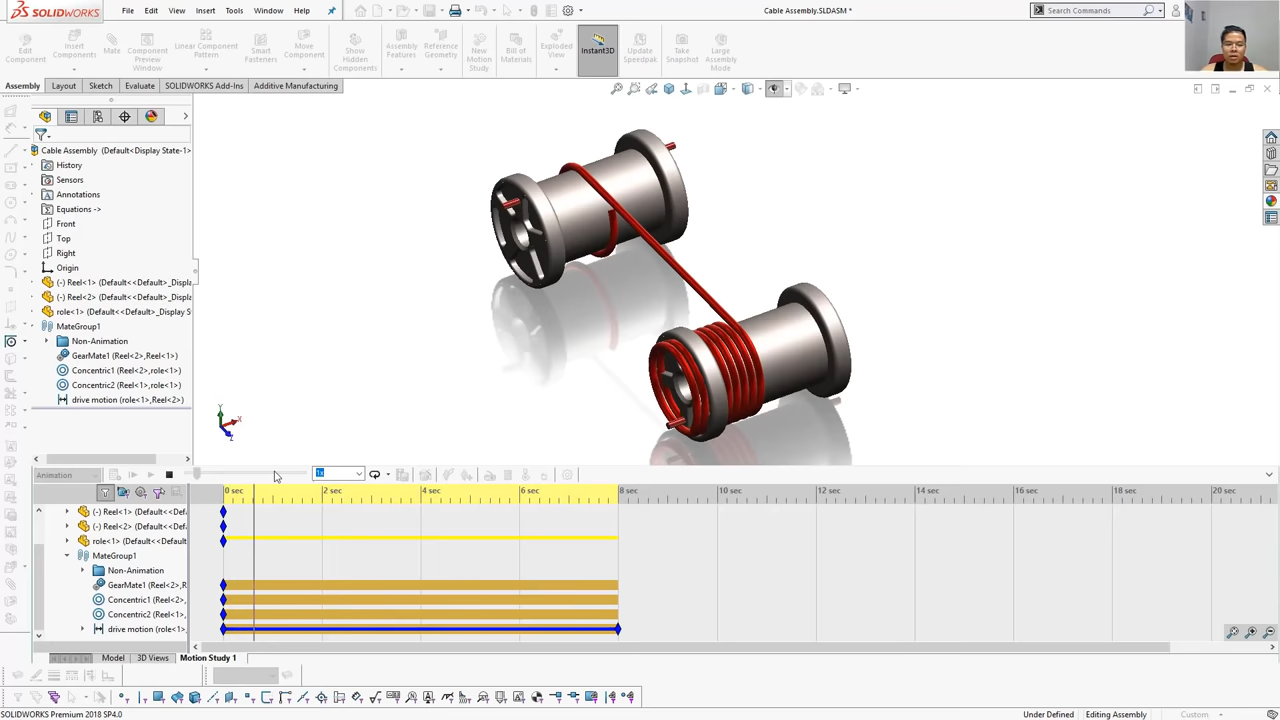 SOLIDWORKS
File Edit View Insert Tools Window Help
Cable Assembly.SLDASM *
Search Commands
Edit Component
Insert Components
Mate
Component Preview Window
Linear Component Pattern
Smart Fasteners
Move Component
Show Hidden Components
Assembly Features
Reference Geometry
New Motion Study
Bill of Materials
Exploded View
Instant3D
Update Speedpak
Take Snapshot
Large Assembly Mode
Assembly Layout Sketch Evaluate SOLIDWORKS Add-Ins Additive Manufacturing
Cable Assembly (Default<Display State-1>
History
Sensors
Annotations
Equations ->
Front
Top
Right
Origin
(-) Reel<1> (Default<<Default>_Displa
(-) Reel<2> (Default<<Default>_Displa
role<1> (Default<<Default>_Display St
MateGroup1
Non-Animation
GearMate1 (Reel<2>,Reel<1>)
Concentric1 (Reel<2>,role<1>)
Concentric2 (Reel<1>,role<1>)
drive motion (role<1>,Reel<2>)
Y
X
Z
Animation
1x
0 sec 2 sec 4 sec 6 sec 8 sec 10 sec 12 sec 14 sec 16 sec 18 sec 20 sec
(-) Reel<1> (Default<<Def
(-) Reel<2> (Default<<Def
role<1> (Default<<Default
MateGroup1
Non-Animation
GearMate1 (Reel<2>,R
Concentric1 (Reel<2>,
Concentric2 (Reel<1>,
drive motion (role<1>,
Model 3D Views Motion Study 1
SOLIDWORKS Premium 2018 SP4.0
Under Defined Editing Assembly Custom